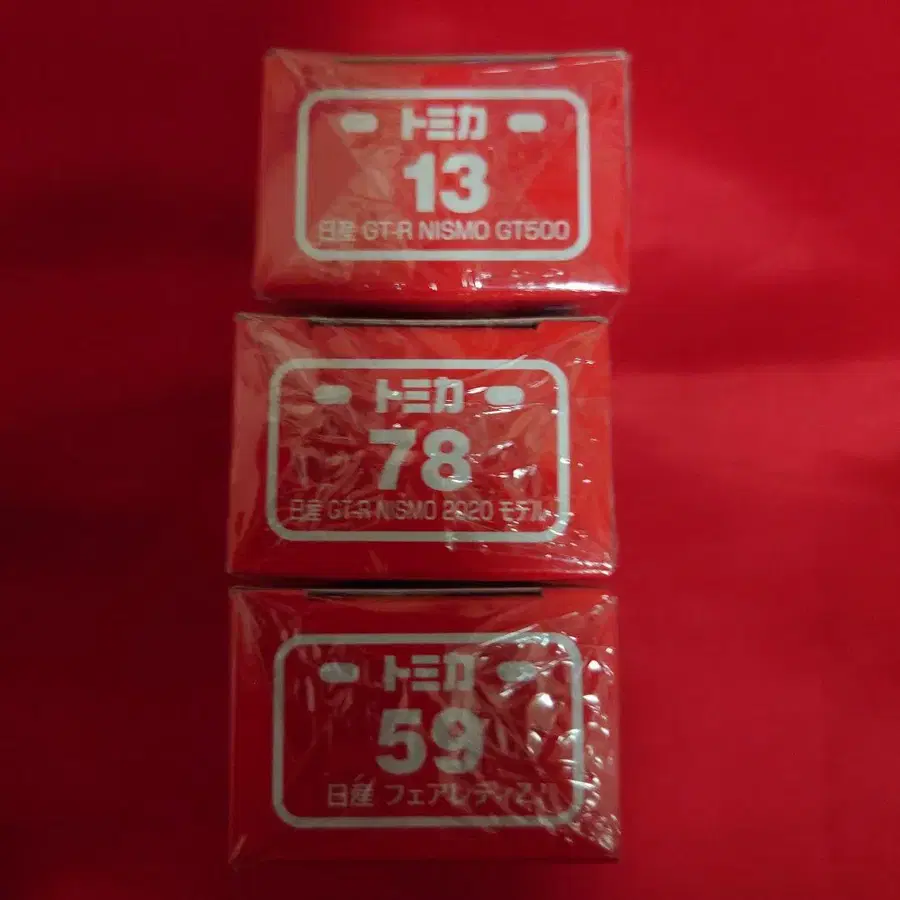 トミカ
13
日産 GT-R NISMO GT500
トミカ
78
日産 GT-R NISMO 2020 モデル
トミカ
59
日産 フェアレディZ